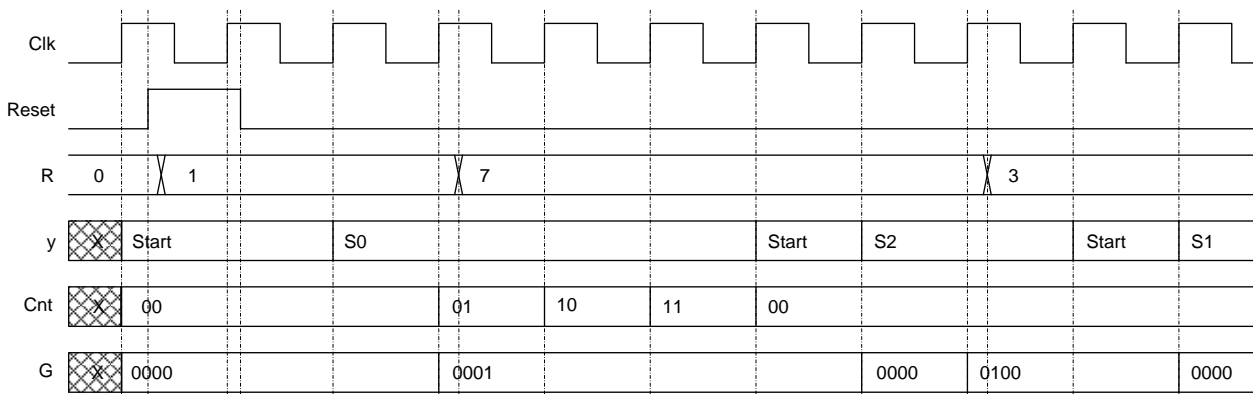 Clk
Reset
R 0 1 7 3
y X Start S0 Start S2 Start S1
Cnt X 00 01 10 11 00
G X 0000 0001 0000 0100 0000